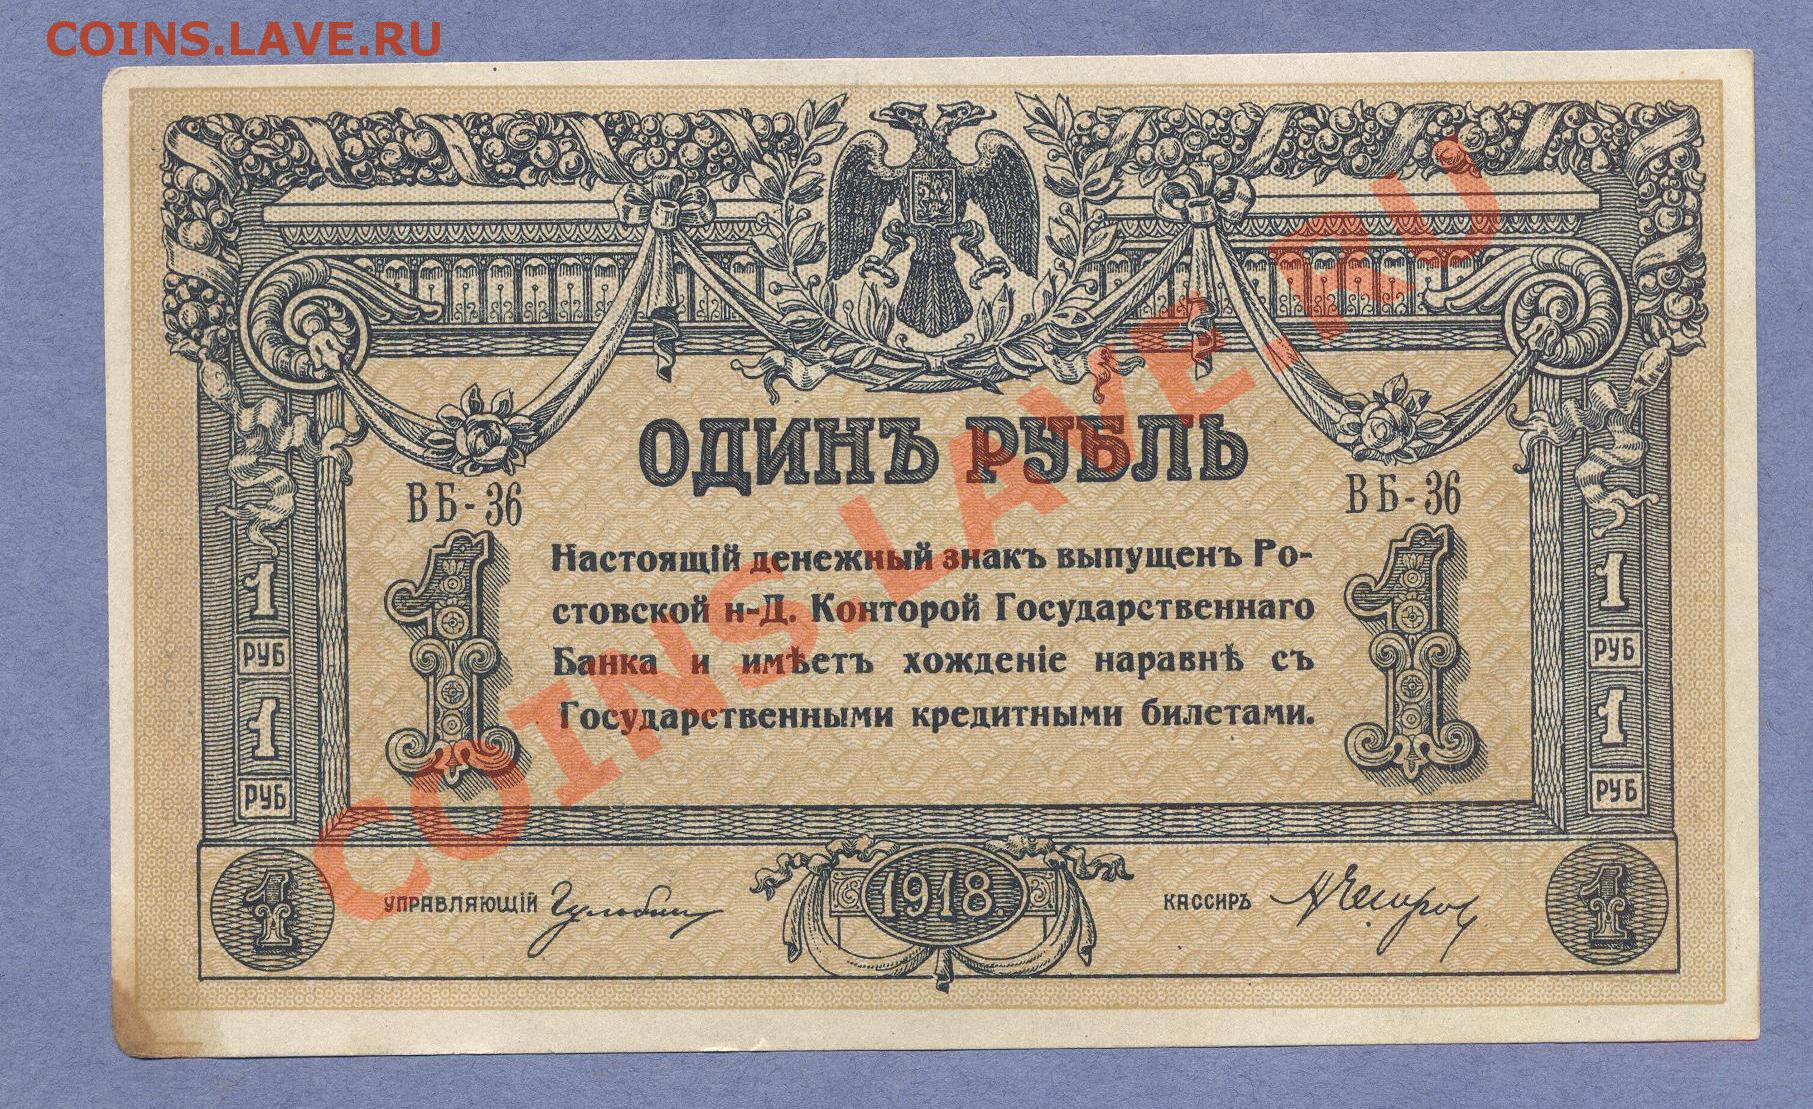 COINS.LAVE.RU
ОДИНЪ РУБЛЬ
ВБ-36 ВБ-36
1 1
Настоящій денежный знакъ выпущенъ Ро-
стовской н-Д. Конторой Государственнаго
Банка и имѣетъ хожденіе наравнѣ съ
Государственными кредитными билетами.
1 1
РУБ РУБ
1 1
РУБ РУБ
COINS.LAVE.RU
1 УПРАВЛЯЮЩІЙ 1918. КАССИРЪ 1